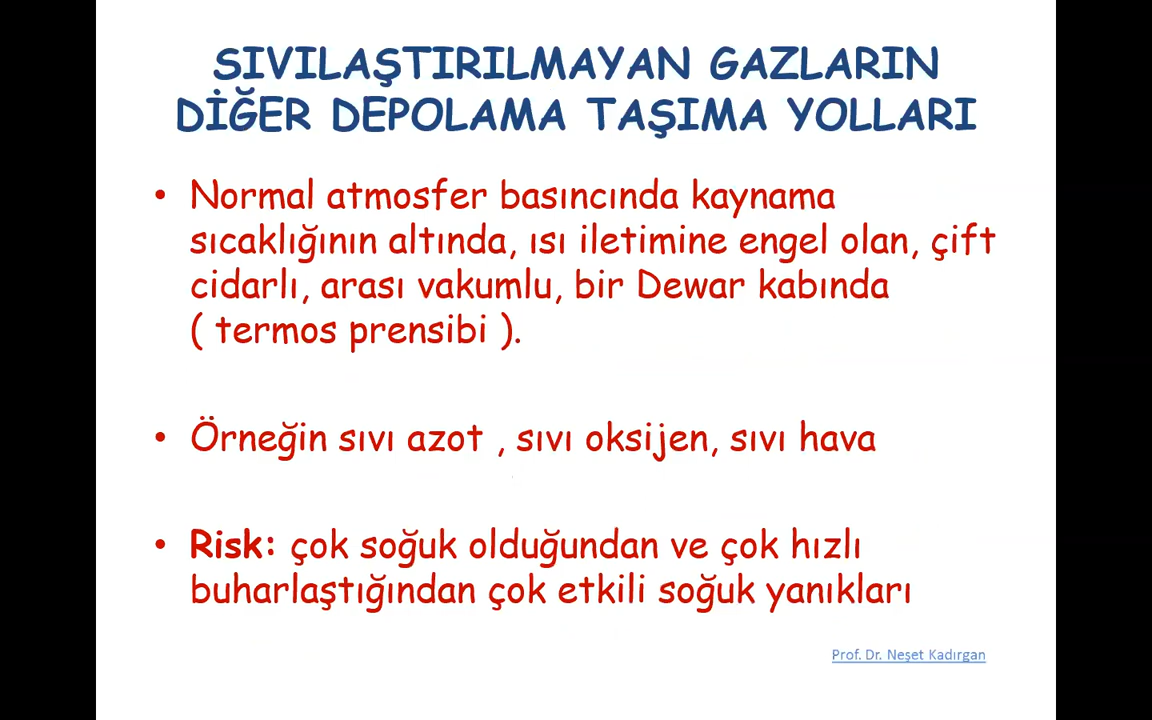 SIVILAŞTIRILMAYAN GAZLARIN
DİĞER DEPOLAMA TAŞIMA YOLLARI
• Normal atmosfer basıncında kaynama
sıcaklığının altında, ısı iletimine engel olan, çift
cidarlı, arası vakumlu, bir Dewar kabında
( termos prensibi ).
• Örneğin sıvı azot , sıvı oksijen, sıvı hava
• Risk: çok soğuk olduğundan ve çok hızlı
buharlaştığından çok etkili soğuk yanıkları
Prof. Dr. Neşet Kadırgan